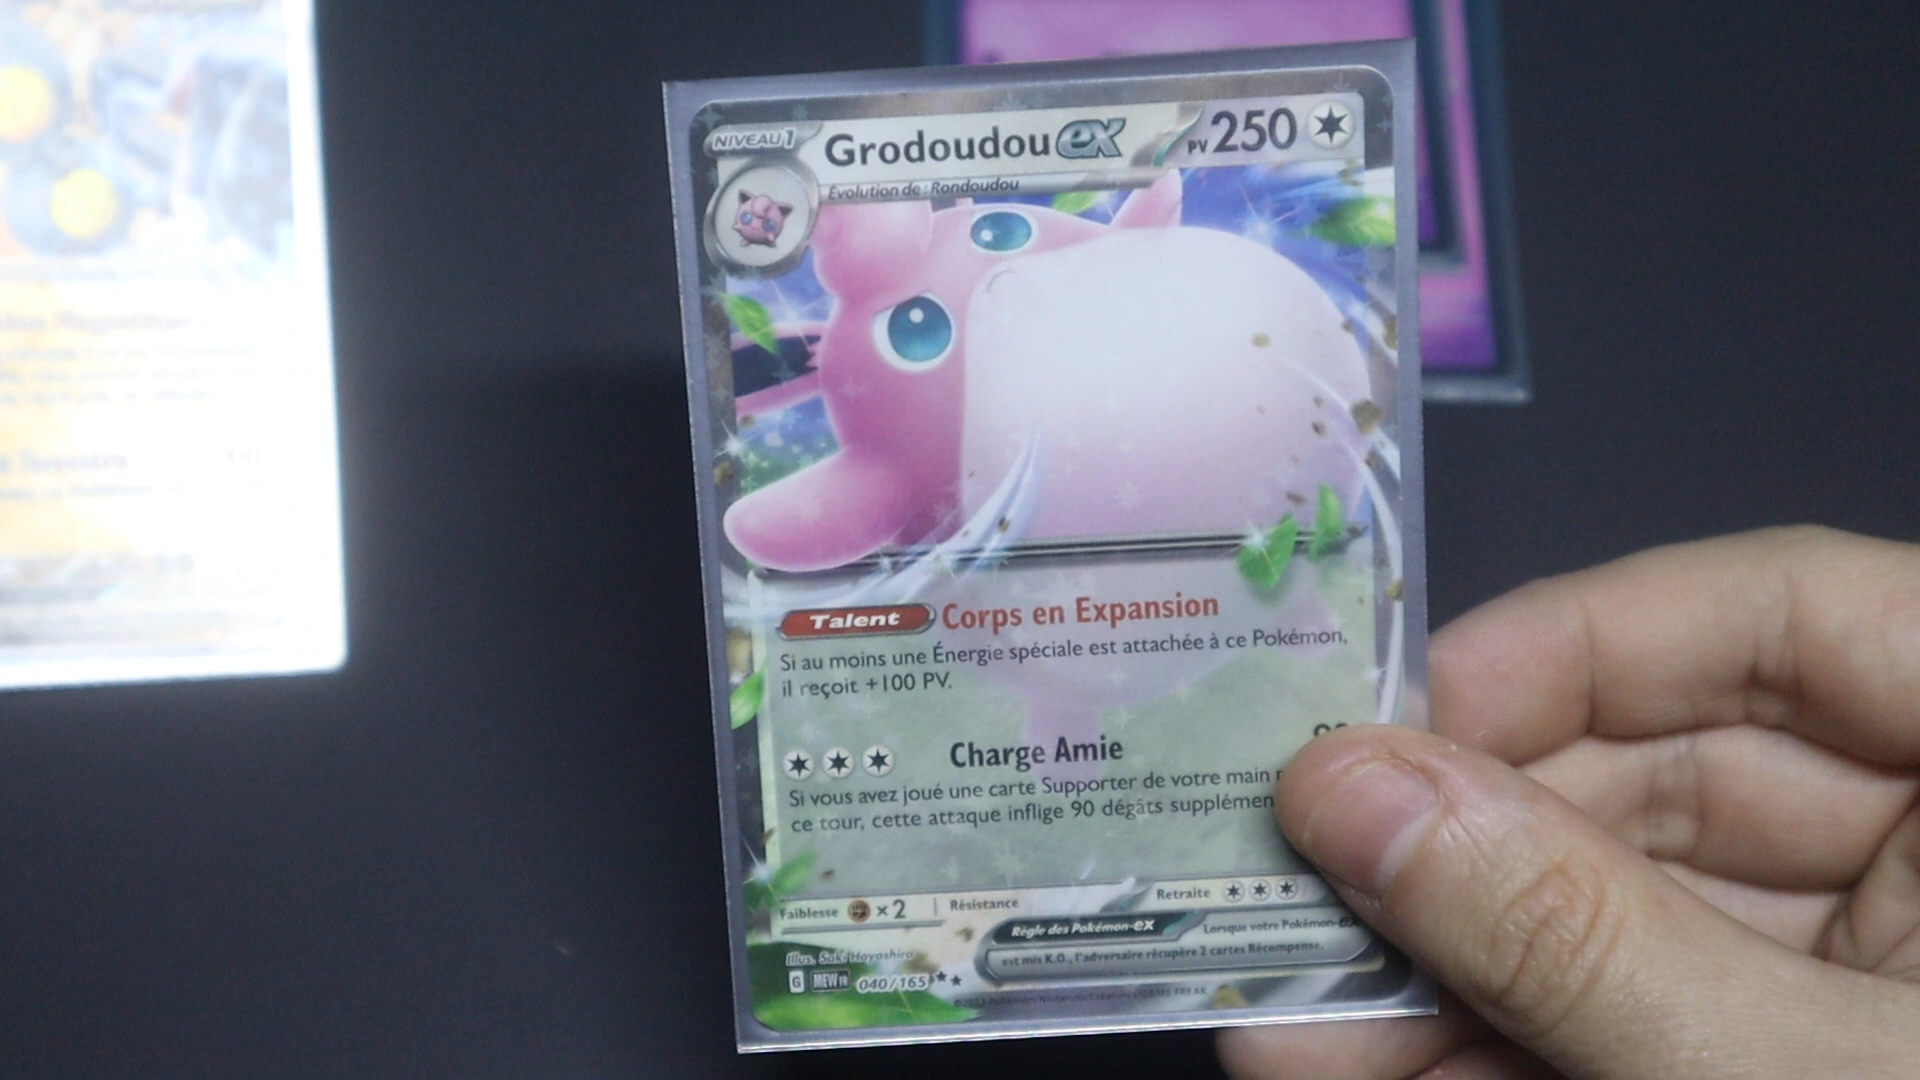 NIVEAU 1
Grodoudou ex
PV 250
Évolution de : Rondoudou
Talent Corps en Expansion
Si au moins une Énergie spéciale est attachée à ce Pokémon,
il reçoit +100 PV.
Charge Amie
Si vous avez joué une carte Supporter de votre main
ce tour, cette attaque inflige 90 dégâts supplémen
Faiblesse ×2 Résistance Retraite
Règle des Pokémon-ex Lorsque votre Pokémon-ex
est mis K.O., l'adversaire récupère 2 cartes Récompense.
Illus. Saki Hayashiro
G MEW FR 040/165